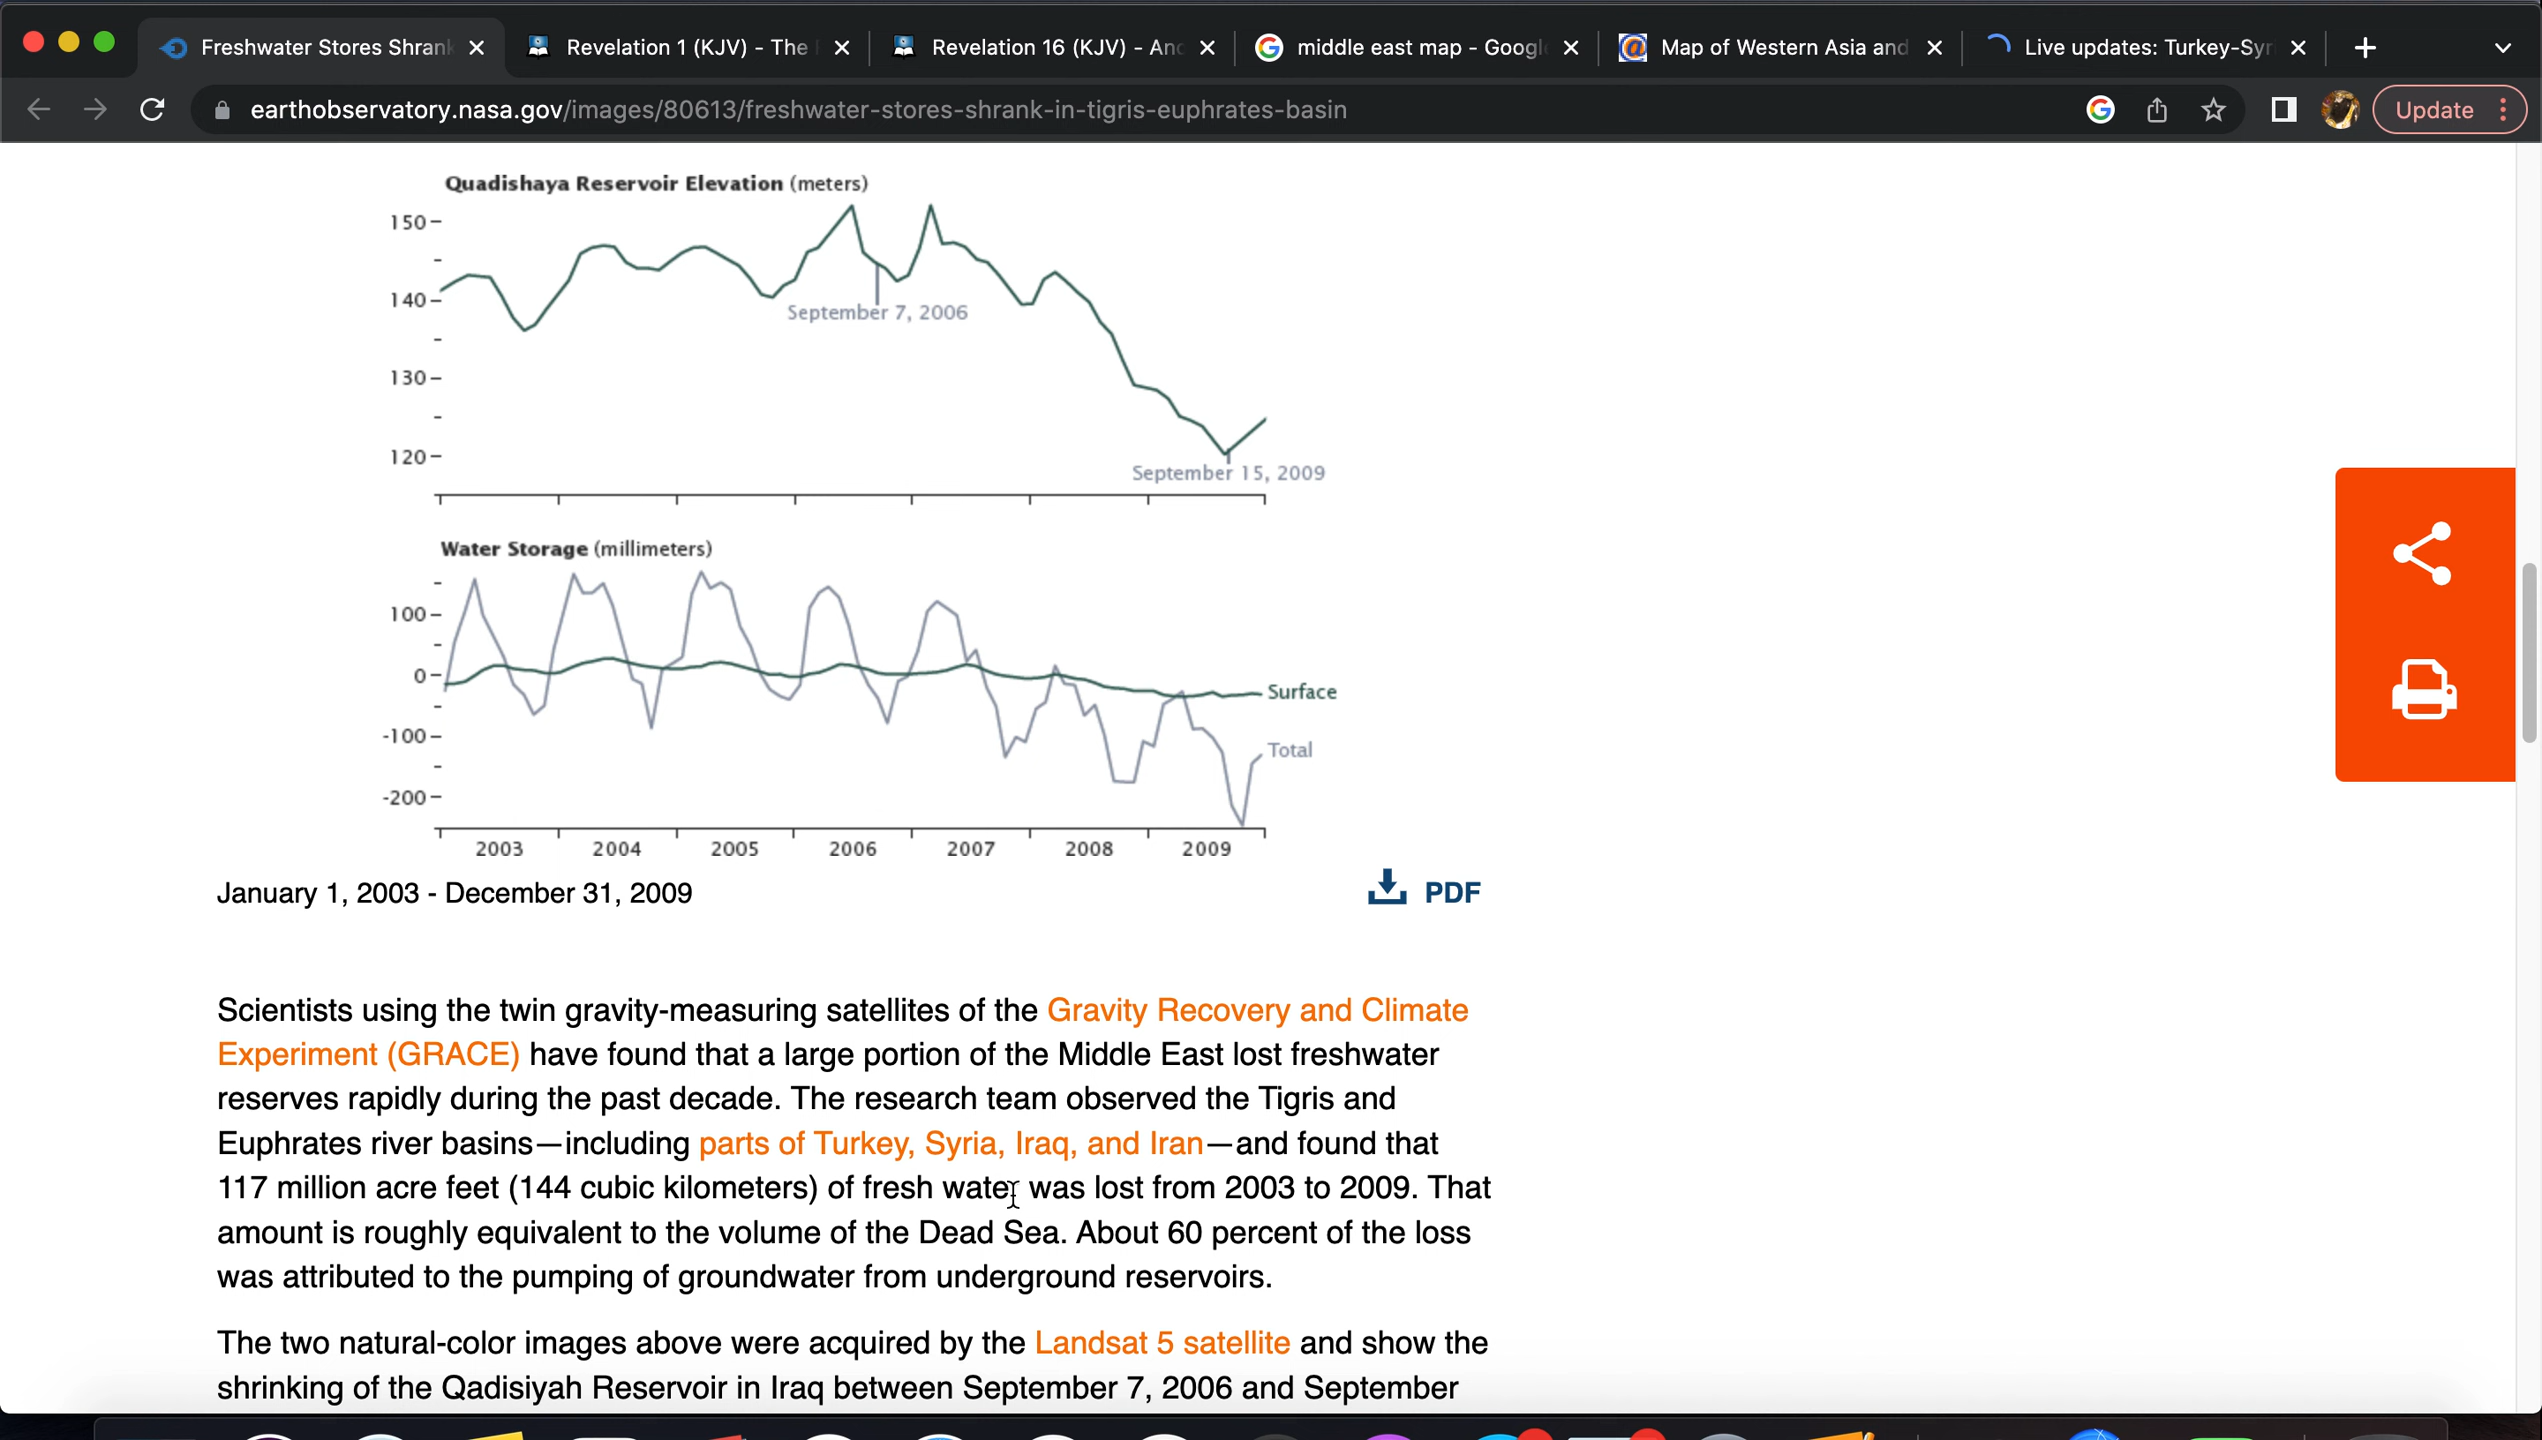 Freshwater Stores Shrank
Revelation 1 (KJV) - The
Revelation 16 (KJV) - And
middle east map - Google
Map of Western Asia and
Live updates: Turkey-Syri
earthobservatory.nasa.gov/images/80613/freshwater-stores-shrank-in-tigris-euphrates-basin
Update
Quadishaya Reservoir Elevation (meters)
150
140
September 7, 2006
130
120
September 15, 2009
Water Storage (millimeters)
100
0
Surface
-100
Total
-200
2003 2004 2005 2006 2007 2008 2009
January 1, 2003 - December 31, 2009
PDF
Scientists using the twin gravity-measuring satellites of the Gravity Recovery and Climate
Experiment (GRACE) have found that a large portion of the Middle East lost freshwater
reserves rapidly during the past decade. The research team observed the Tigris and
Euphrates river basins—including parts of Turkey, Syria, Iraq, and Iran—and found that
117 million acre feet (144 cubic kilometers) of fresh water was lost from 2003 to 2009. That
amount is roughly equivalent to the volume of the Dead Sea. About 60 percent of the loss
was attributed to the pumping of groundwater from underground reservoirs.
The two natural-color images above were acquired by the Landsat 5 satellite and show the
shrinking of the Qadisiyah Reservoir in Iraq between September 7, 2006 and September